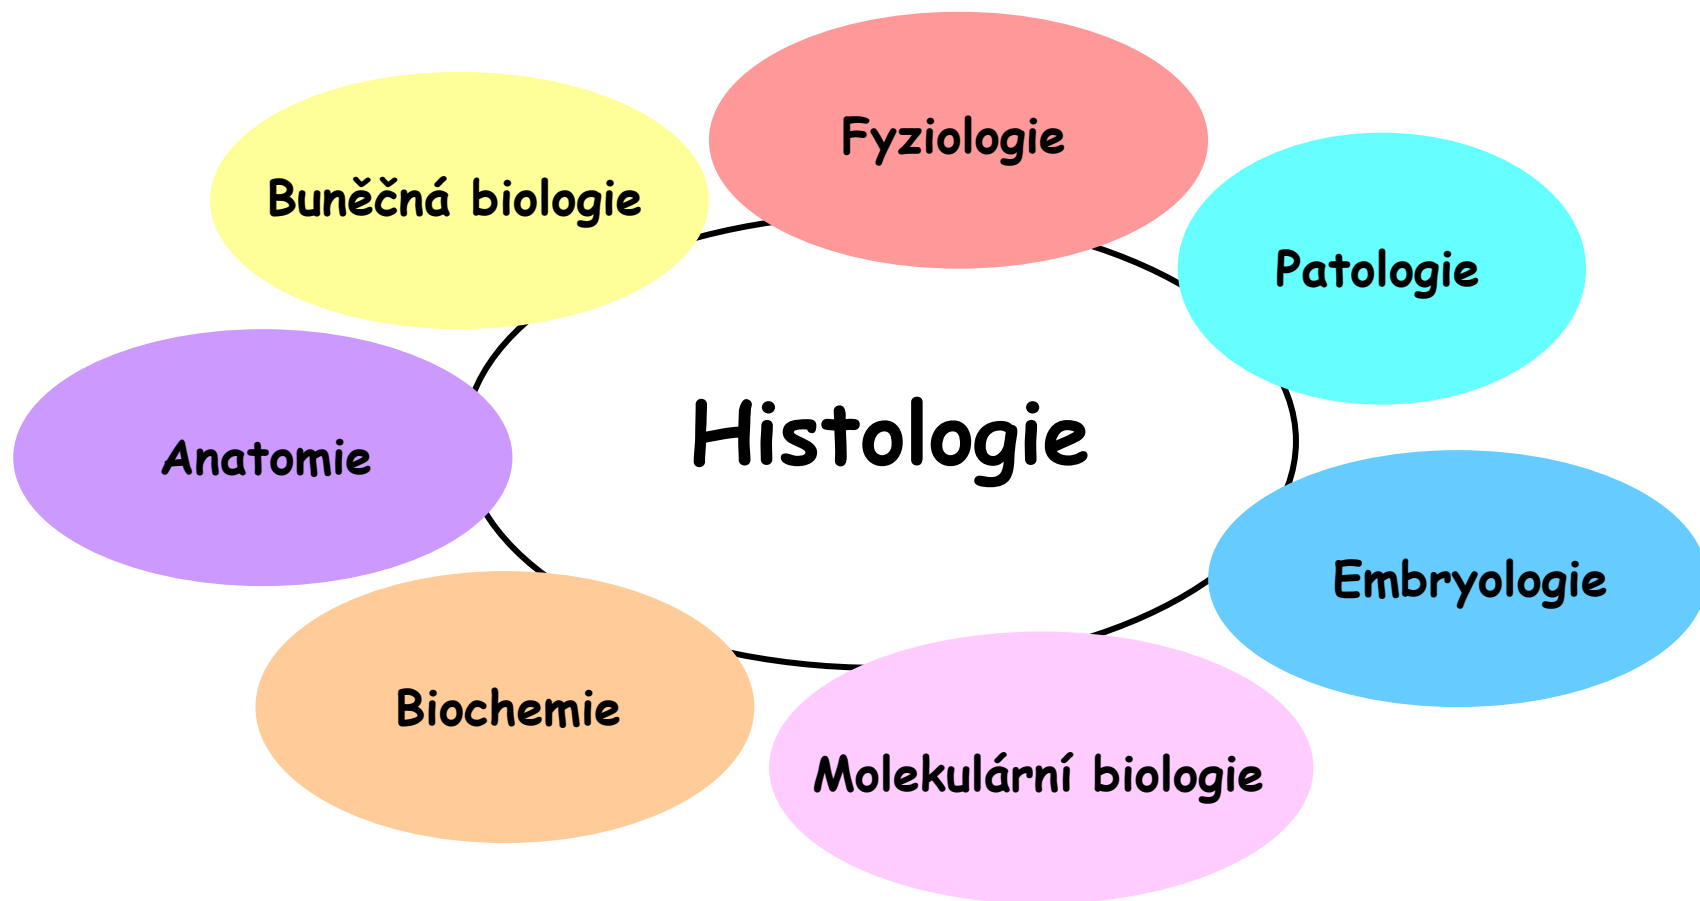 Fyziologie
Buněčná biologie
Patologie
Histologie
Anatomie
Embryologie
Biochemie
Molekulární biologie